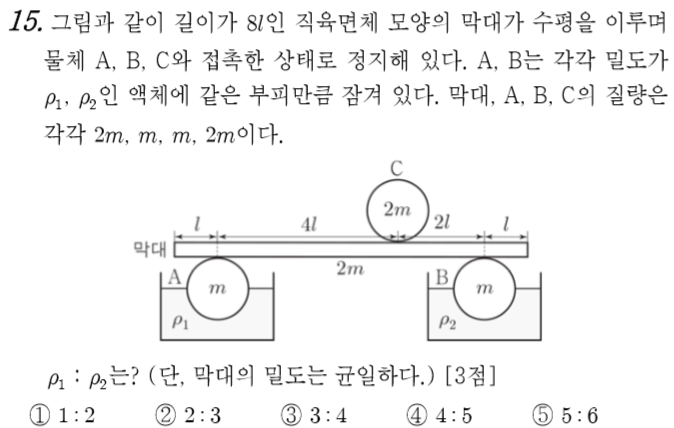 15. 그림과 같이 길이가 8l인 직육면체 모양의 막대가 수평을 이루며
물체 A, B, C와 접촉한 상태로 정지해 있다. A, B는 각각 밀도가
ρ₁, ρ₂인 액체에 같은 부피만큼 잠겨 있다. 막대, A, B, C의 질량은
각각 2m, m, m, 2m이다.
C
2m
l 4l 2l l
막대
2m
A m B m
ρ₁ ρ₂
ρ₁ : ρ₂는? (단, 막대의 밀도는 균일하다.) [3점]
① 1:2 ② 2:3 ③ 3:4 ④ 4:5 ⑤ 5:6